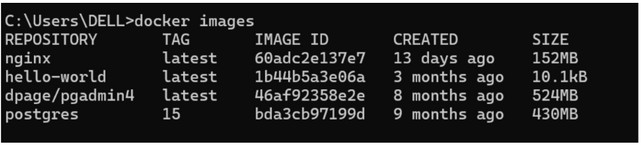 C:\Users\DELL>docker images
REPOSITORY TAG IMAGE ID CREATED SIZE
nginx latest 60adc2e137e7 13 days ago 152MB
hello-world latest 1b44b5a3e06a 3 months ago 10.1kB
dpage/pgadmin4 latest 46af92358e2e 8 months ago 524MB
postgres 15 bda3cb97199d 9 months ago 430MB